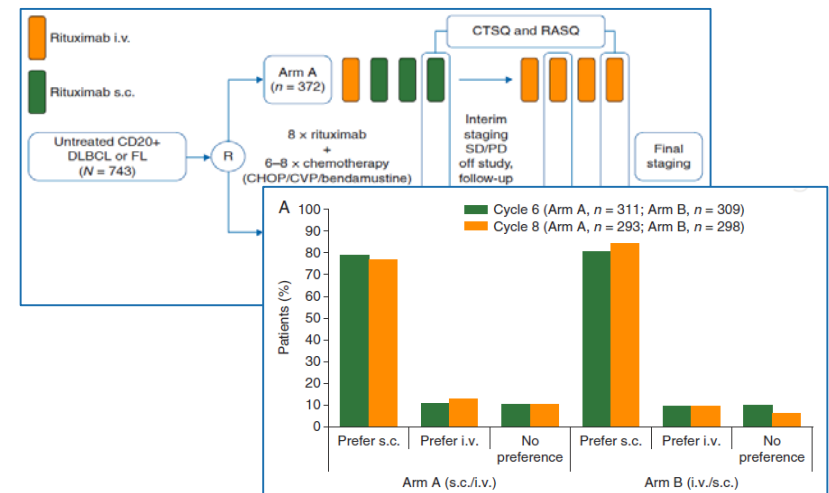 Rituximab i.v.
Rituximab s.c.
Untreated CD20+
DLBCL or FL
(N = 743)
R
Arm A
(n = 372)
8 x rituximab
+
6–8 x chemotherapy
(CHOP/CVP/bendamustine)
CTSQ and RASQ
Interim
staging
SD/PD
off study,
follow-up
Final
staging
A
Cycle 6 (Arm A, n = 311; Arm B, n = 309)
Cycle 8 (Arm A, n = 293; Arm B, n = 298)
Patients (%)
100
90
80
70
60
50
40
30
20
10
0
Prefer s.c.
Prefer i.v.
No
preference
Prefer s.c.
Prefer i.v.
No
preference
Arm A (s.c./i.v.)
Arm B (i.v./s.c.)